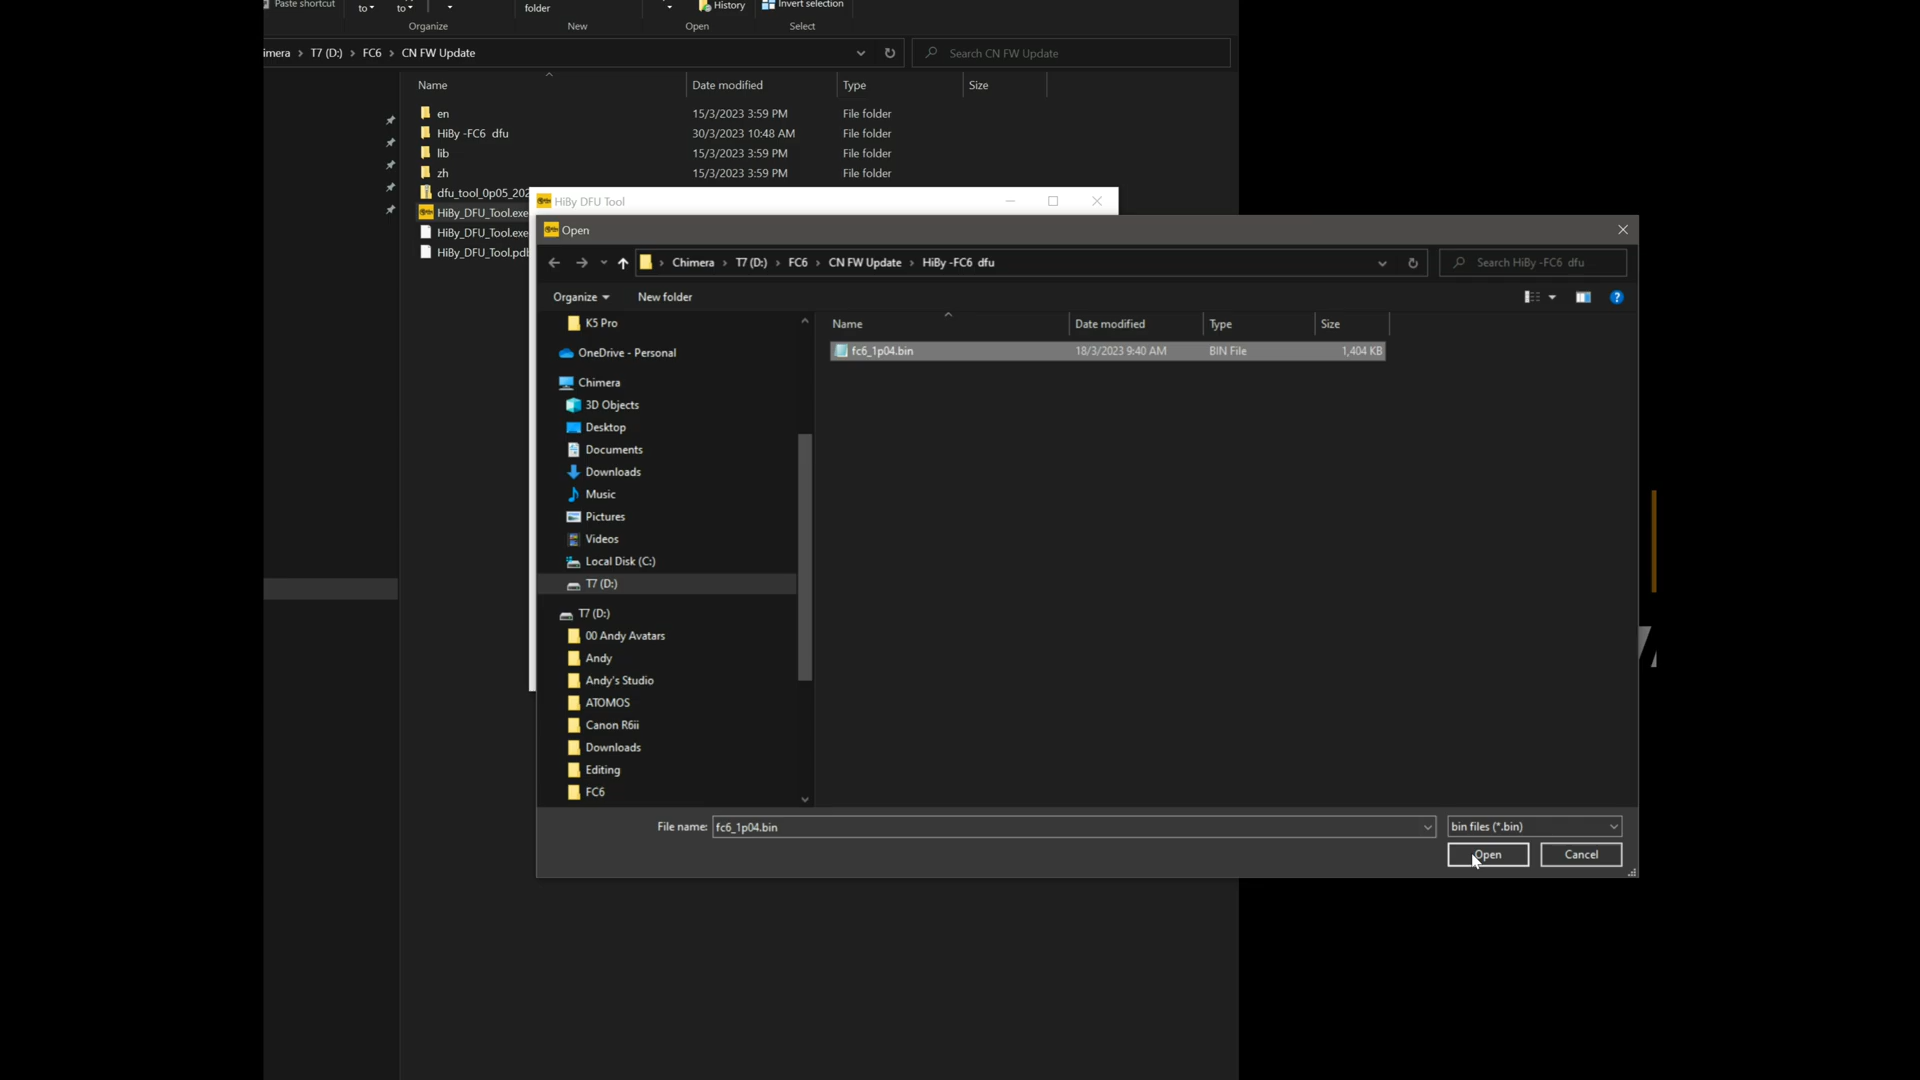 Paste shortcut
to
to
folder
History
Invert selection
Organize
New
Open
Select
imera > T7 (D:) > FC6 > CN FW Update
Search CN FW Update
Name
Date modified
Type
Size
en
15/3/2023 3:59 PM
File folder
HiBy -FC6 dfu
30/3/2023 10:48 AM
File folder
lib
15/3/2023 3:59 PM
File folder
zh
15/3/2023 3:59 PM
File folder
dfu_tool_0p05_202
HiBy_DFU_Tool.exe
HiBy_DFU_Tool.exe
HiBy_DFU_Tool.pdb
HiBy DFU Tool
Open
Chimera > T7 (D:) > FC6 > CN FW Update > HiBy -FC6 dfu
Search HiBy -FC6 dfu
Organize
New folder
Name
Date modified
Type
Size
fc6_1p04.bin
18/3/2023 9:40 AM
BIN File
1,404 KB
K5 Pro
OneDrive - Personal
Chimera
3D Objects
Desktop
Documents
Downloads
Music
Pictures
Videos
Local Disk (C:)
T7 (D:)
T7 (D:)
00 Andy Avatars
Andy
Andy's Studio
ATOMOS
Canon R6ii
Downloads
Editing
FC6
File name:
fc6_1p04.bin
bin files (*.bin)
Open
Cancel